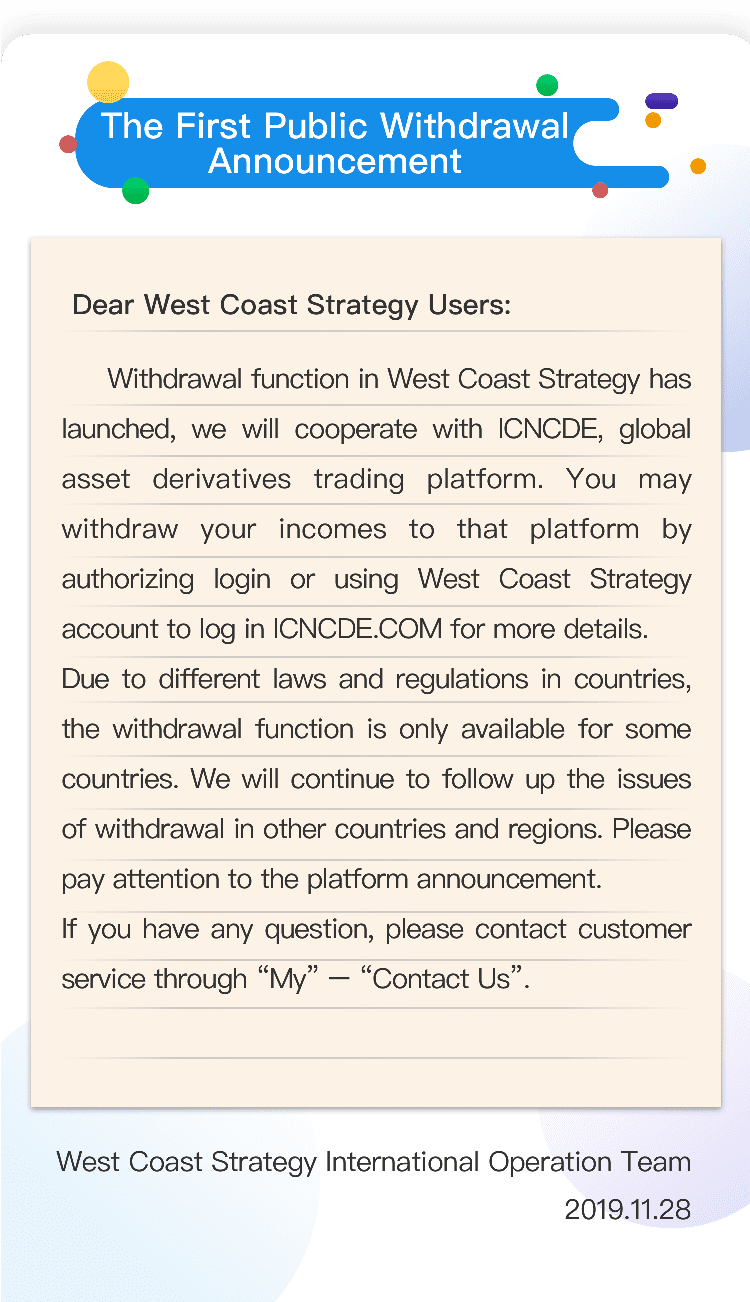 The First Public Withdrawal
Announcement
Dear West Coast Strategy Users:
Withdrawal function in West Coast Strategy has
launched, we will cooperate with ICNCDE, global
asset derivatives trading platform. You may
withdraw your incomes to that platform by
authorizing login or using West Coast Strategy
account to log in ICNCDE.COM for more details.
Due to different laws and regulations in countries,
the withdrawal function is only available for some
countries. We will continue to follow up the issues
of withdrawal in other countries and regions. Please
pay attention to the platform announcement.
If you have any question, please contact customer
service through “My” — “Contact Us”.
West Coast Strategy International Operation Team
2019.11.28